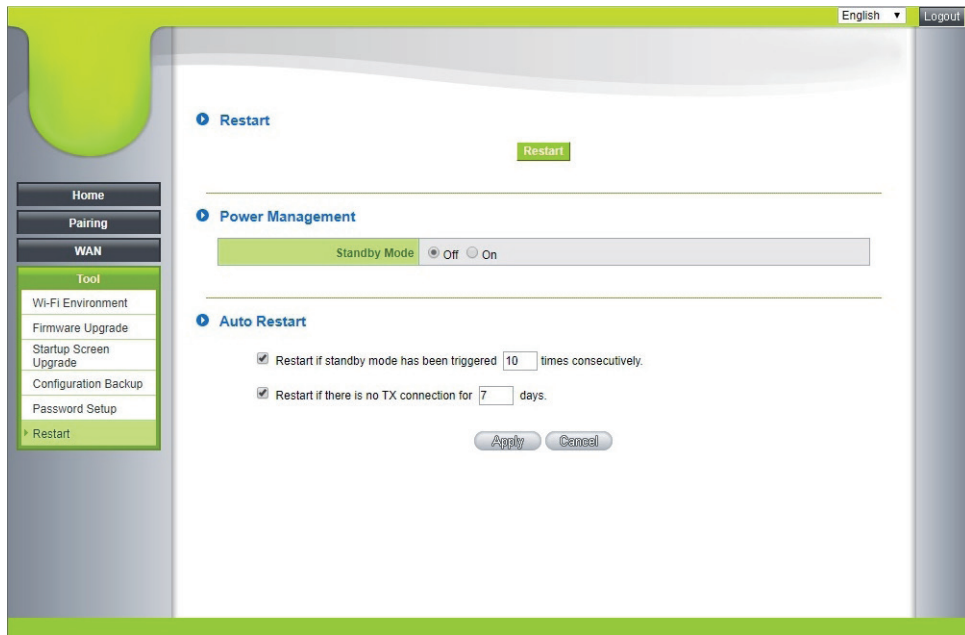 English
Logout
Home
Pairing
WAN
Tool
Wi-Fi Environment
Firmware Upgrade
Startup Screen
Upgrade
Configuration Backup
Password Setup
Restart
Restart
Restart
Power Management
Standby Mode Off On
Auto Restart
Restart if standby mode has been triggered 10 times consecutively.
Restart if there is no TX connection for 7 days.
Apply Cancel